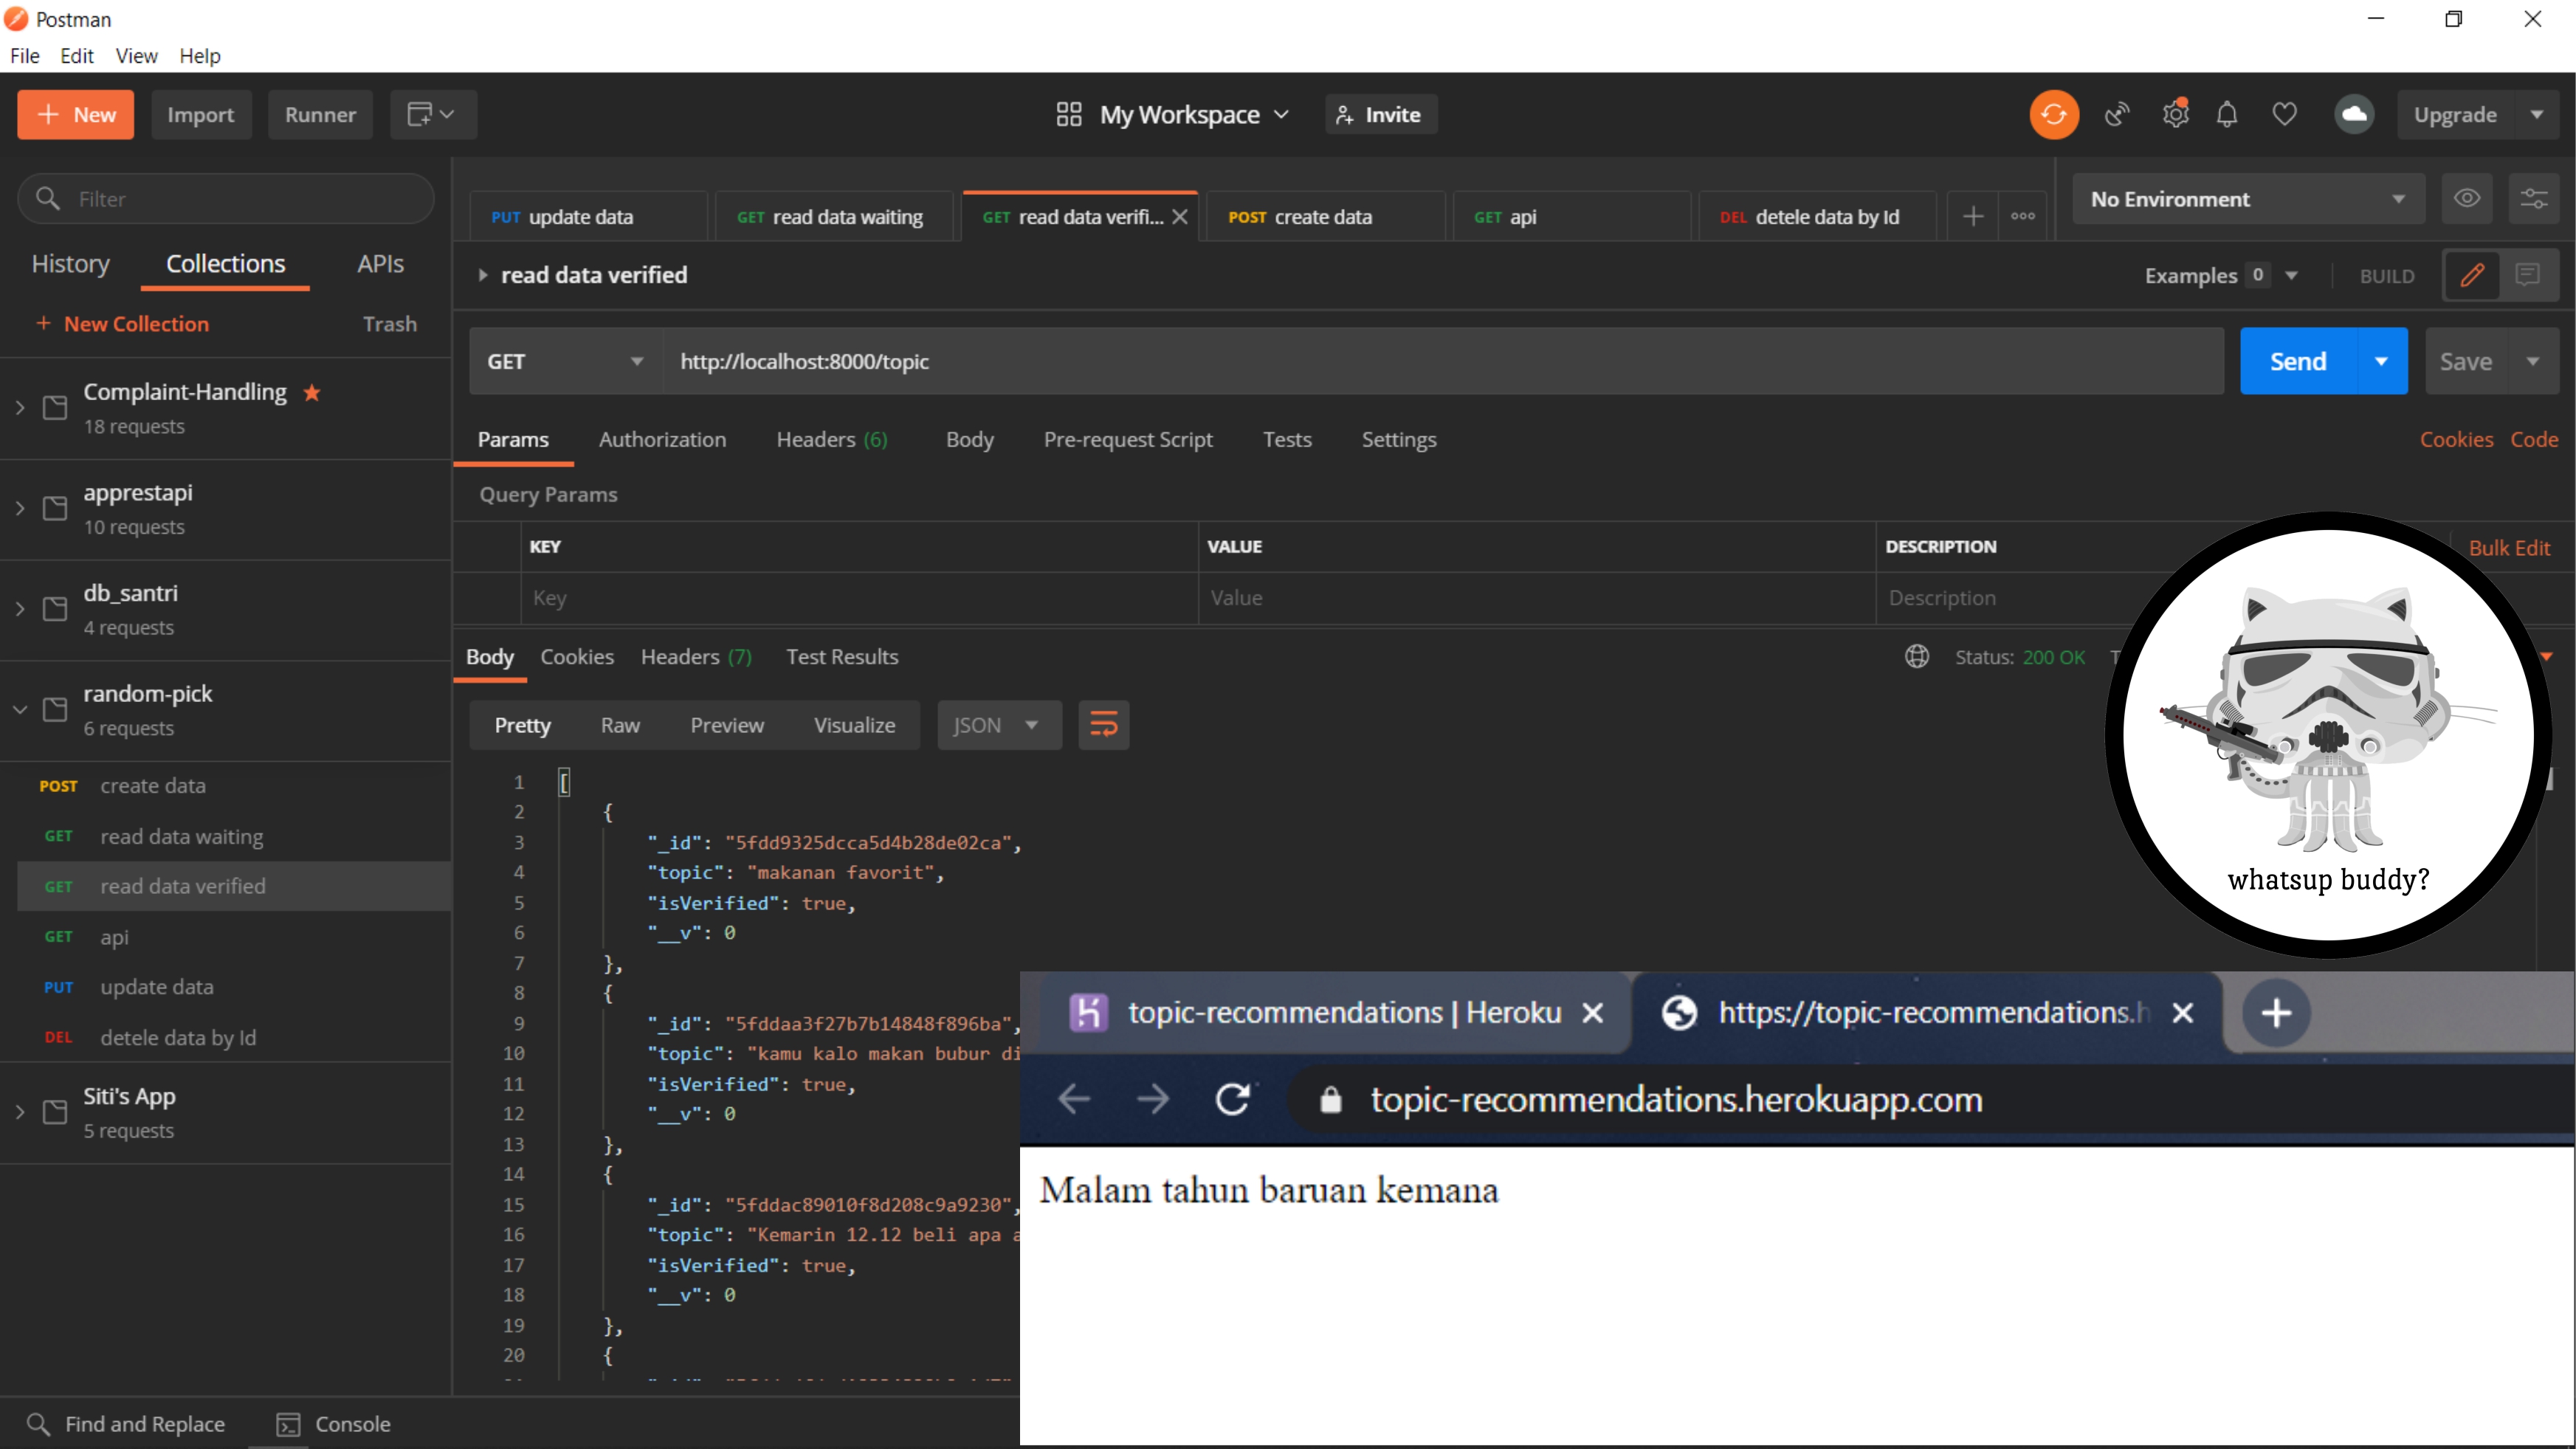 Postman
File Edit View Help
New Import Runner My Workspace Invite Upgrade
Filter
History Collections APIs
+ New Collection Trash
Complaint-Handling
18 requests
apprestapi
10 requests
db_santri
4 requests
random-pick
6 requests
POST create data
GET read data waiting
GET read data verified
GET api
PUT update data
DEL detele data by Id
Siti's App
5 requests
PUT update data GET read data waiting GET read data verifi... POST create data GET api DEL detele data by Id
No Environment
read data verified
Examples 0 BUILD
GET http://localhost:8000/topic Send Save
Params Authorization Headers (6) Body Pre-request Script Tests Settings Cookies Code
Query Params
KEY VALUE DESCRIPTION Bulk Edit
Key Value Description
Body Cookies Headers (7) Test Results Status: 200 OK
Pretty Raw Preview Visualize JSON
1 [
2 {
3 "_id": "5fdd9325dcca5d4b28de02ca",
4 "topic": "makanan favorit",
5 "isVerified": true,
6 "__v": 0
7 },
8 {
9 "_id": "5fddaa3f27b7b14848f896ba",
10 "topic": "kamu kalo makan bubur di
11 "isVerified": true,
12 "__v": 0
13 },
14 {
15 "_id": "5fddac89010f8d208c9a9230",
16 "topic": "Kemarin 12.12 beli apa a
17 "isVerified": true,
18 "__v": 0
19 },
20 {
whatsup buddy?
topic-recommendations | Heroku https://topic-recommendations.h
topic-recommendations.herokuapp.com
Malam tahun baruan kemana
Find and Replace Console